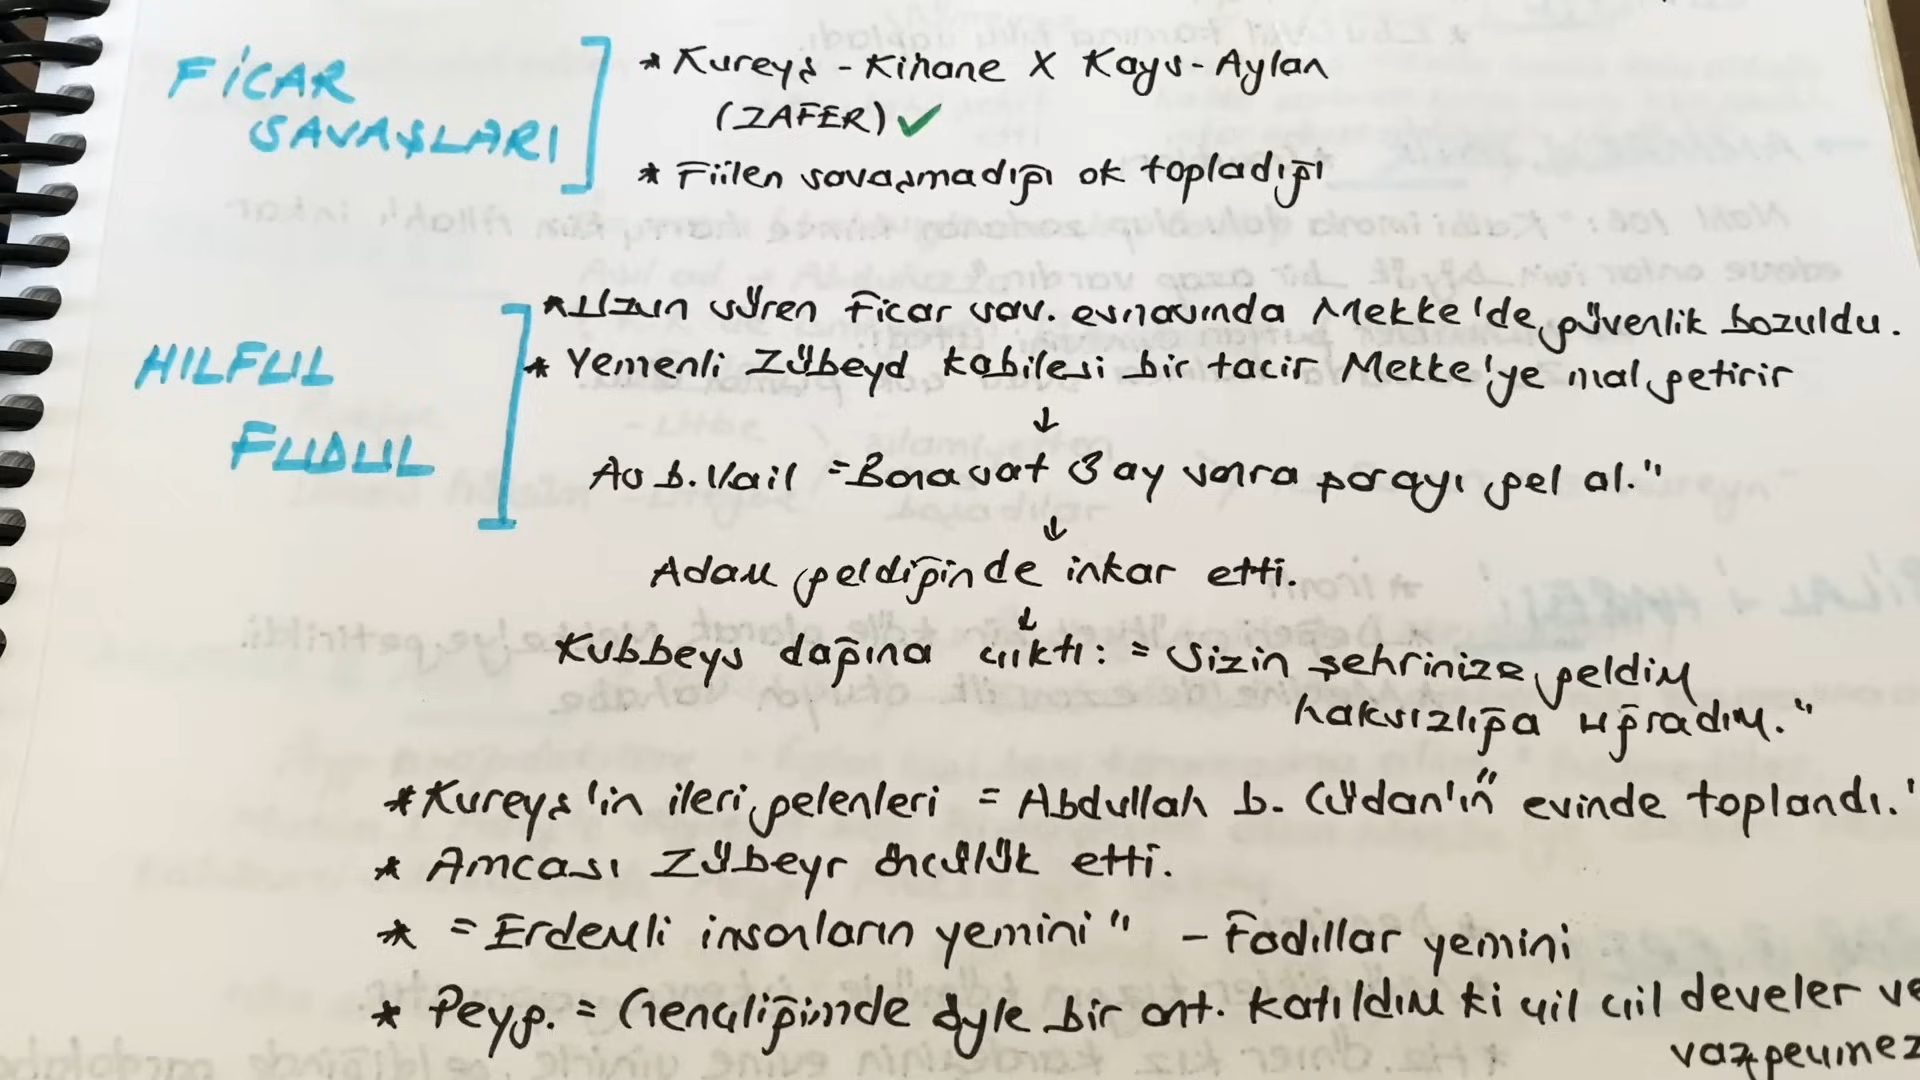 FİCAR
SAVAŞLARI
* Kureyş - Kinane X Kays - Aylan
(ZAFER) ✓
* Fiilen savaşmadığı ok topladığı
HILFUL
FUDUL
* Uzun süren Ficar sav. esnasında Mekke'de güvenlik bozuldu.
* Yemenli Zübeyd kabilesi bir tacir Mekke'ye mal getirir
↓
As b. Vail = Bana sat 3 ay sonra parayı gel al."
↓
Adam geldiğinde inkar etti.
↓
Kubbeys dağına çıktı: = Sizin şehrinize geldim
haksızlığa uğradım."
* Kureyş'in ileri gelenleri = Abdullah b. Cüdan'ın" evinde toplandı."
* Amcası Zübeyr öncülük etti.
* = Erdemli insanların yemini" - Fadıllar yemini
* Peyg. = Gençliğimde öyle bir ant. katıldım ki çil çil develer ve
vazgeçmez